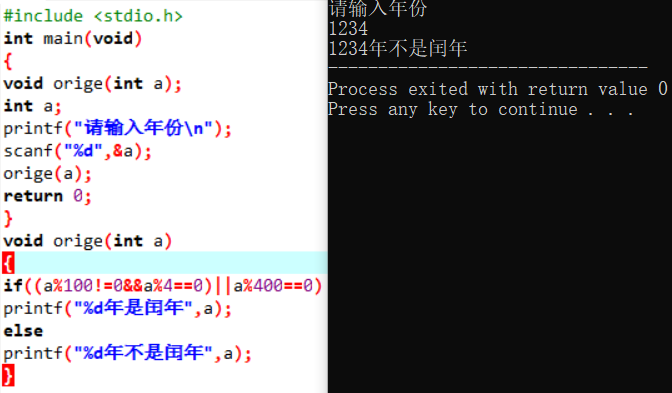 #include <stdio.h>
int main(void)
{
void orige(int a);
int a;
printf("请输入年份\n");
scanf("%d",&a);
orige(a);
return 0;
}
void orige(int a)
{
if((a%100!=0&&a%4==0)||a%400==0)
printf("%d年是闰年",a);
else
printf("%d年不是闰年",a);
}
请输入年份
1234
1234年不是闰年
--------------------------------
Process exited with return value 0
Press any key to continue . . .